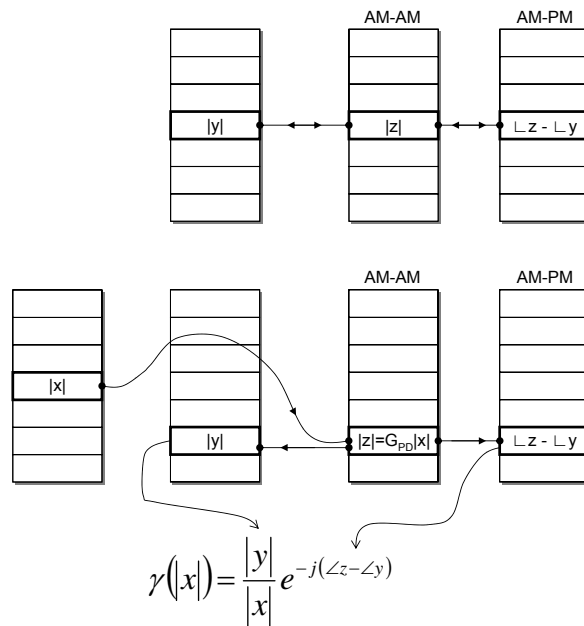 AM-AM AM-PM
|y| |z| ∟z - ∟y
AM-AM AM-PM
|x|
|y| |z|=G_PD|x| ∟z - ∟y
γ(|x|) = |y| / |x| e^{-j(∠z-∠y)}